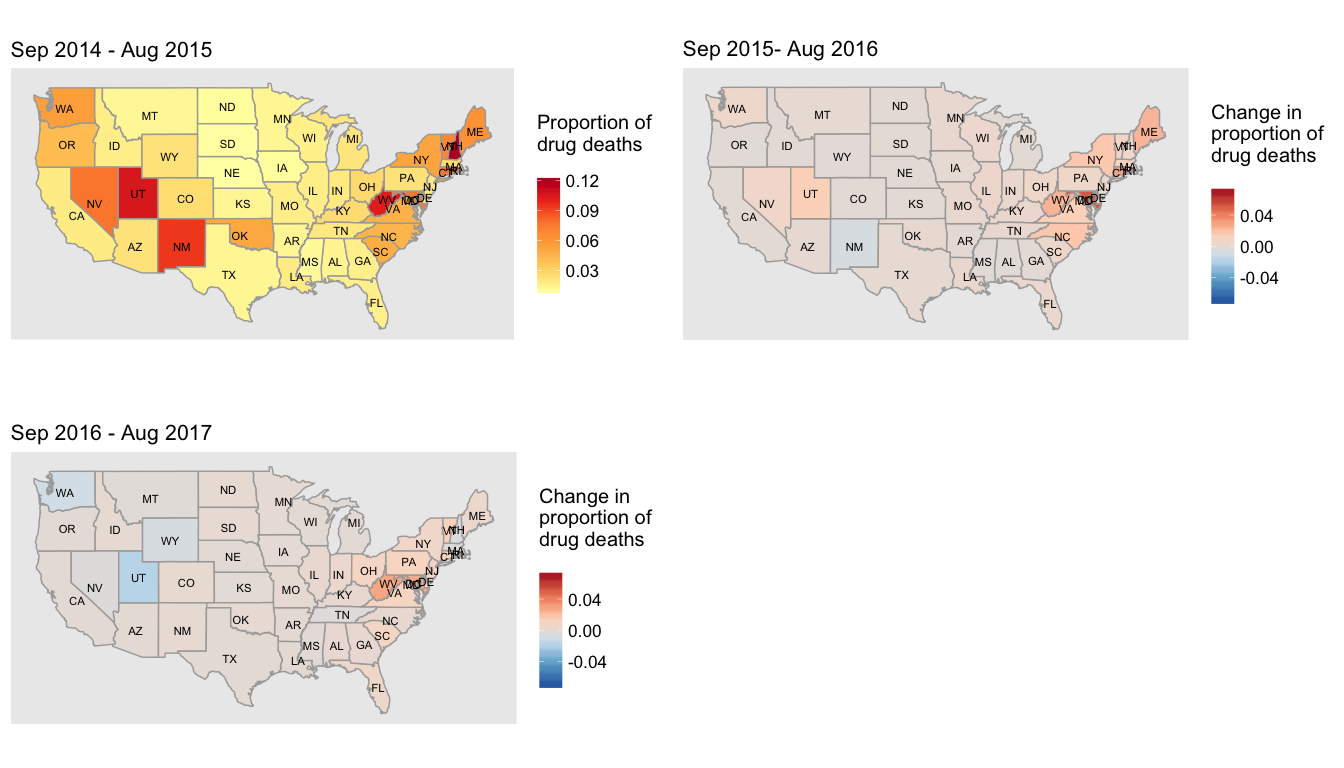 Sep 2014 - Aug 2015
WA
MT
ND
MN
ME
OR
ID
WY
SD
WI
MI
NY
VT
NH
MA
CT
RI
NV
UT
CO
NE
IA
IL
IN
OH
PA
NJ
CA
KS
MO
KY
WV
VA
MD
DC
DE
AZ
NM
OK
AR
TN
NC
SC
TX
LA
MS
AL
GA
FL
Proportion of
drug deaths
0.12
0.09
0.06
0.03
Sep 2015- Aug 2016
WA
MT
ND
MN
ME
OR
ID
WY
SD
WI
MI
NY
VT
NH
MA
CT
RI
NV
UT
CO
NE
IA
IL
IN
OH
PA
NJ
CA
KS
MO
KY
WV
VA
MD
DC
DE
AZ
NM
OK
AR
TN
NC
SC
TX
LA
MS
AL
GA
FL
Change in
proportion of
drug deaths
0.04
0.00
-0.04
Sep 2016 - Aug 2017
WA
MT
ND
MN
ME
OR
ID
WY
SD
WI
MI
NY
VT
NH
MA
CT
RI
NV
UT
CO
NE
IA
IL
IN
OH
PA
NJ
CA
KS
MO
KY
WV
VA
MD
DC
DE
AZ
NM
OK
AR
TN
NC
SC
TX
LA
MS
AL
GA
FL
Change in
proportion of
drug deaths
0.04
0.00
-0.04